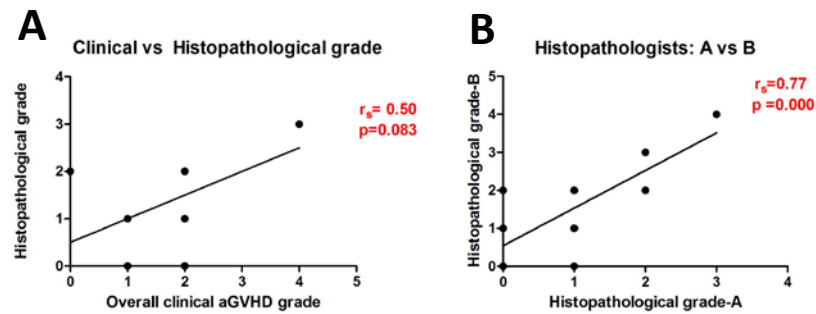 A
Clinical vs Histopathological grade
Histopathological grade
4
3
2
1
0
0 1 2 3 4 5
Overall clinical aGVHD grade
rs= 0.50
p=0.083
B
Histopathologists: A vs B
Histopathological grade-B
5
4
3
2
1
0
0 1 2 3 4
Histopathological grade-A
rs=0.77
p =0.000